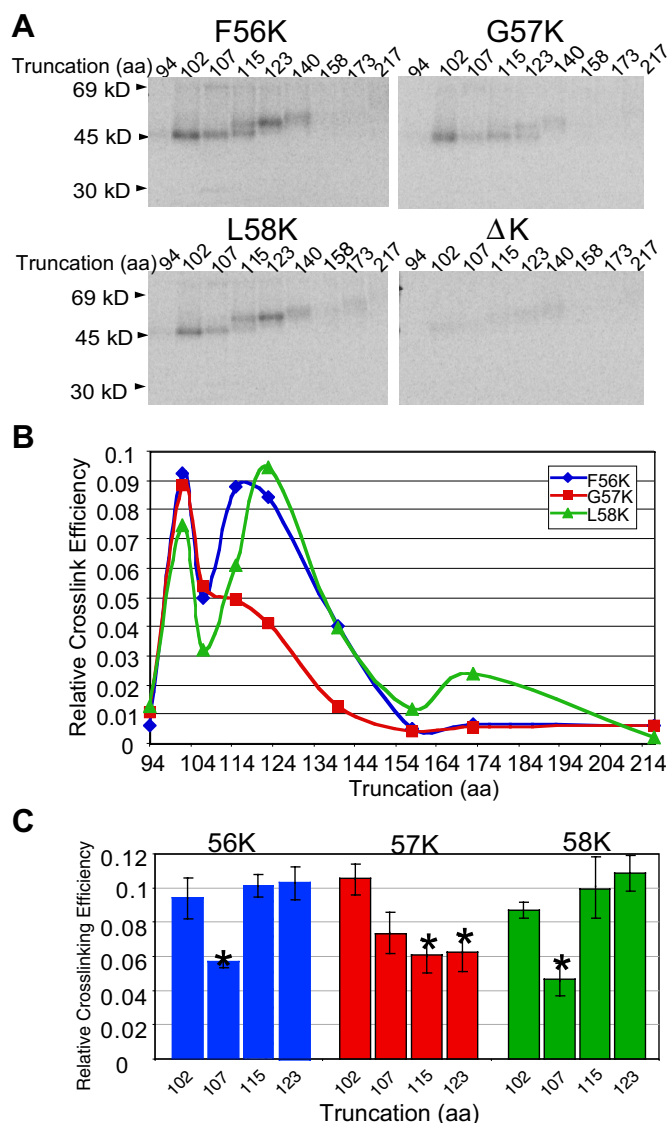 A
F56K G57K
Truncation (aa) 94 102 107 115 123 140 158 173 217 94 102 107 115 123 140 158 173 217
69 kD
45 kD
30 kD
L58K ΔK
Truncation (aa) 94 102 107 115 123 140 158 173 217 94 102 107 115 123 140 158 173 217
69 kD
45 kD
30 kD
B
Relative Crosslink Efficiency
0.1
0.09
0.08
0.07
0.06
0.05
0.04
0.03
0.02
0.01
0
F56K
G57K
L58K
94 104 114 124 134 144 154 164 174 184 194 204 214
Truncation (aa)
C
56K 57K 58K
Relative Crosslinking Efficiency
0.12
0.1
0.08
0.06
0.04
0.02
0
* * * *
102 107 115 123 102 107 115 123 102 107 115 123
Truncation (aa)